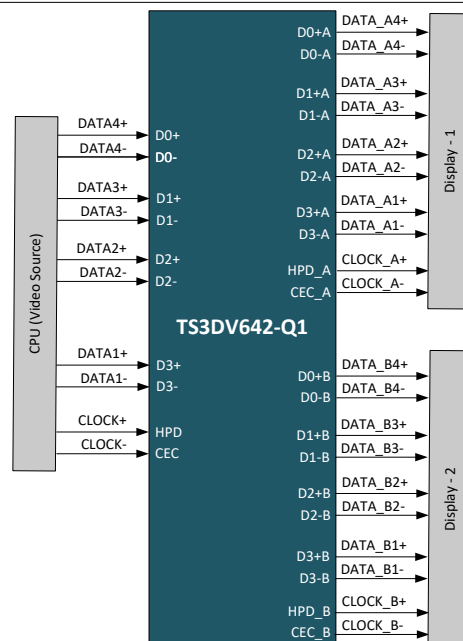 CPU (Video Source)
DATA4+
DATA4-
DATA3+
DATA3-
DATA2+
DATA2-
DATA1+
DATA1-
CLOCK+
CLOCK-
D0+
D0-
D1+
D1-
D2+
D2-
D3+
D3-
HPD
CEC
TS3DV642-Q1
D0+A
D0-A
D1+A
D1-A
D2+A
D2-A
D3+A
D3-A
HPD_A
CEC_A
DATA_A4+
DATA_A4-
DATA_A3+
DATA_A3-
DATA_A2+
DATA_A2-
DATA_A1+
DATA_A1-
CLOCK_A+
CLOCK_A-
Display - 1
D0+B
D0-B
D1+B
D1-B
D2+B
D2-B
D3+B
D3-B
HPD_B
CEC_B
DATA_B4+
DATA_B4-
DATA_B3+
DATA_B3-
DATA_B2+
DATA_B2-
DATA_B1+
DATA_B1-
CLOCK_B+
CLOCK_B-
Display - 2